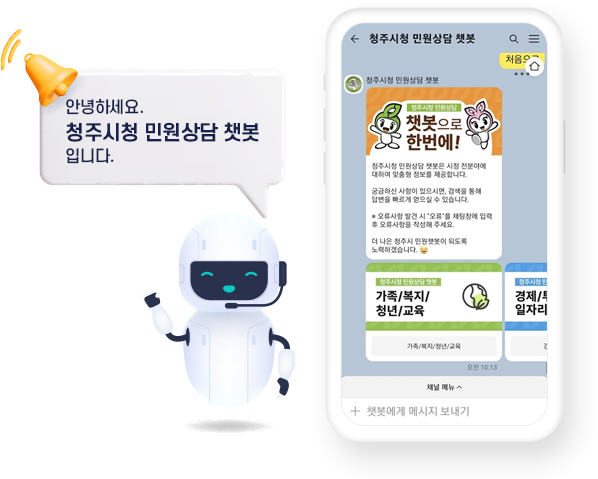 안녕하세요.
청주시청 민원상담 챗봇
입니다.
청주시청 민원상담 챗봇
처음으로
청주시청 민원상담 챗봇
청주시청 민원상담
챗봇으로
한번에!
청주시청 민원상담 챗봇은 시정 전분야에
대하여 맞춤형 정보를 제공합니다.
궁금하신 사항이 있으시면, 검색을 통해
답변을 빠르게 얻으실 수 있습니다.
※ 오류사항 발견 시 "오류"를 채팅창에 입력
후 오류사항을 작성해 주세요.
더 나은 청주시 민원챗봇이 되도록
노력하겠습니다. 😅
청주시청 민원상담 챗봇
가족/복지/
청년/교육
가족/복지/청년/교육
청주시청 민원
경제/
일자리
오전 10:13
채널 메뉴
챗봇에게 메시지 보내기